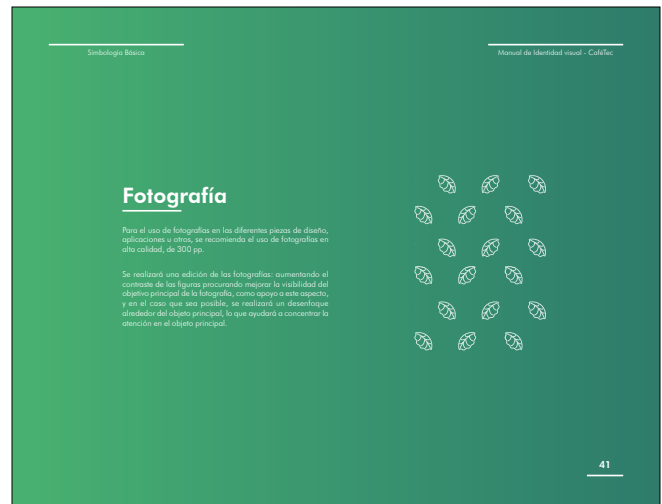 Simbología Básica
Manual de Identidad visual - CaféTec
Fotografía
Para el uso de fotografías en las diferentes piezas de diseño,
aplicaciones u otros, se recomienda el uso de fotografías en
alta calidad, de 300 pp.
Se realizará una edición de las fotografías: aumentando el
contraste de las figuras procurando mejorar la visibilidad del
objetivo principal de la fotografía, como apoyo a este aspecto,
y en el caso que sea posible, se realizará un desenfoque
alrededor del objeto principal, lo que ayudará a concentrar la
atención en el objeto principal.
41